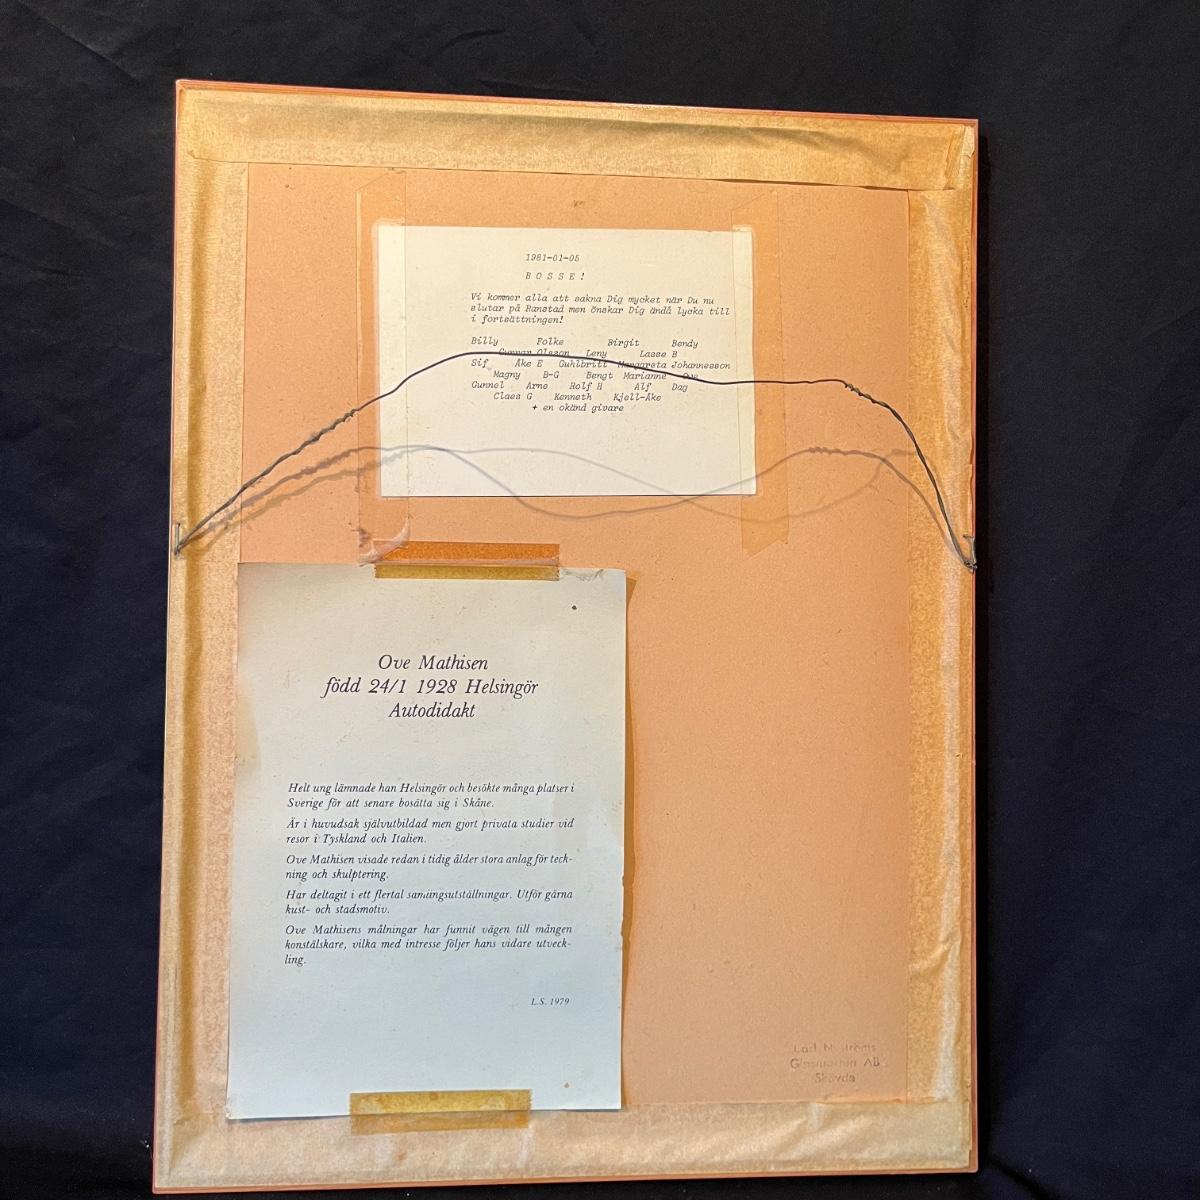 1981-01-05
B O S S E !
Vi kommer alla att sakna Dig mycket när Du nu
slutar på Ranstad men önskar Dig ändå lycka till
i fortsättningen!
Billy Folke Birgit Bendy
Gunnar Olsson Leny Lasse B
Sif Åke E Guhlbritt Margareta Johannesson
Magny B-G Bengt Marianne Ove
Gunnel Arne Rolf H Alf Dag
Claes G Kenneth Kjell-Åke
+ en okänd givare
Ove Mathisen
född 24/1 1928 Helsingör
Autodidakt
Helt ung lämnade han Helsingör och besökte många platser i
Sverige för att senare bosätta sig i Skåne.
Är i huvudsak självutbildad men gjort privata studier vid
resor i Tyskland och Italien.
Ove Mathisen visade redan i tidig ålder stora anlag för teck-
ning och skulptering.
Har deltagit i ett flertal samlingsutställningar. Utför gärna
kust- och stadsmotiv.
Ove Mathisens målningar har funnit vägen till mången
konstälskare, vilka med intresse följer hans vidare utveck-
ling.
L.S. 1979
Carl
AB
Skövda